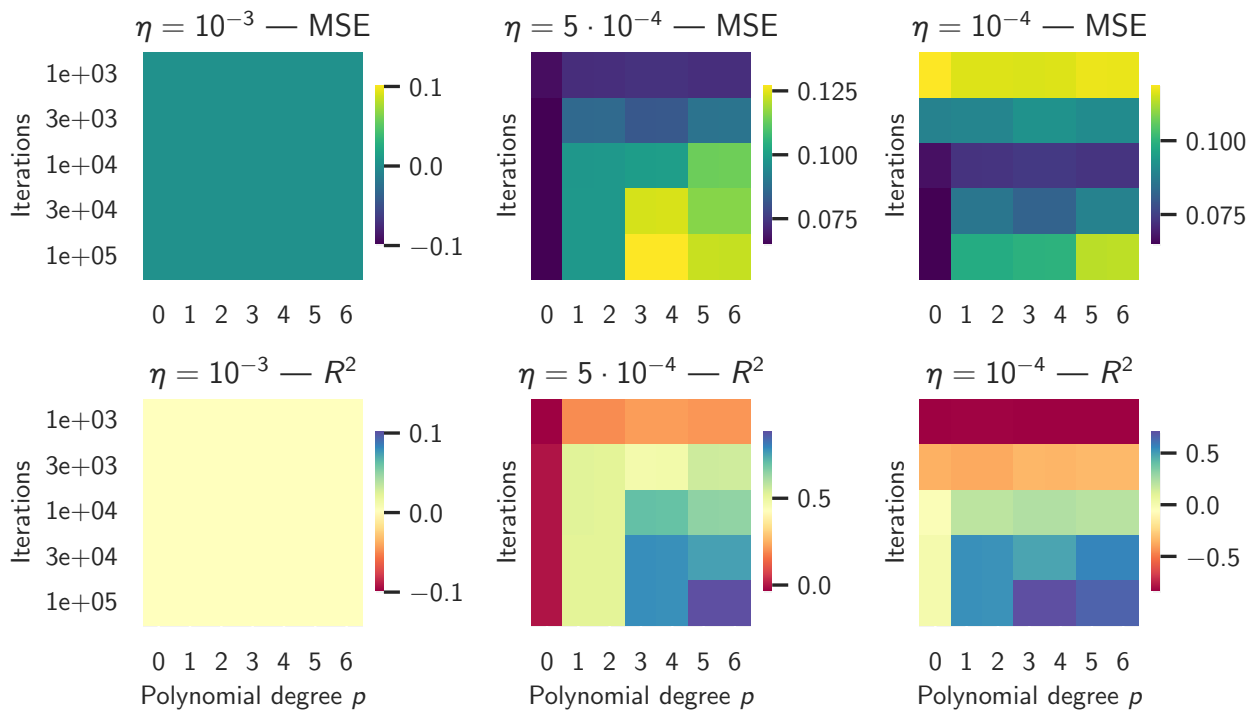 η = 10⁻³ — MSE
η = 5 · 10⁻⁴ — MSE
η = 10⁻⁴ — MSE
Iterations
1e+03
3e+03
1e+04
3e+04
1e+05
0.1
0.0
−0.1
0 1 2 3 4 5 6
Iterations
0.125
0.100
0.075
0 1 2 3 4 5 6
Iterations
0.100
0.075
0 1 2 3 4 5 6
η = 10⁻³ — R²
η = 5 · 10⁻⁴ — R²
η = 10⁻⁴ — R²
Iterations
1e+03
3e+03
1e+04
3e+04
1e+05
0.1
0.0
−0.1
0 1 2 3 4 5 6
Polynomial degree p
Iterations
0.5
0.0
0 1 2 3 4 5 6
Polynomial degree p
Iterations
0.5
0.0
−0.5
0 1 2 3 4 5 6
Polynomial degree p